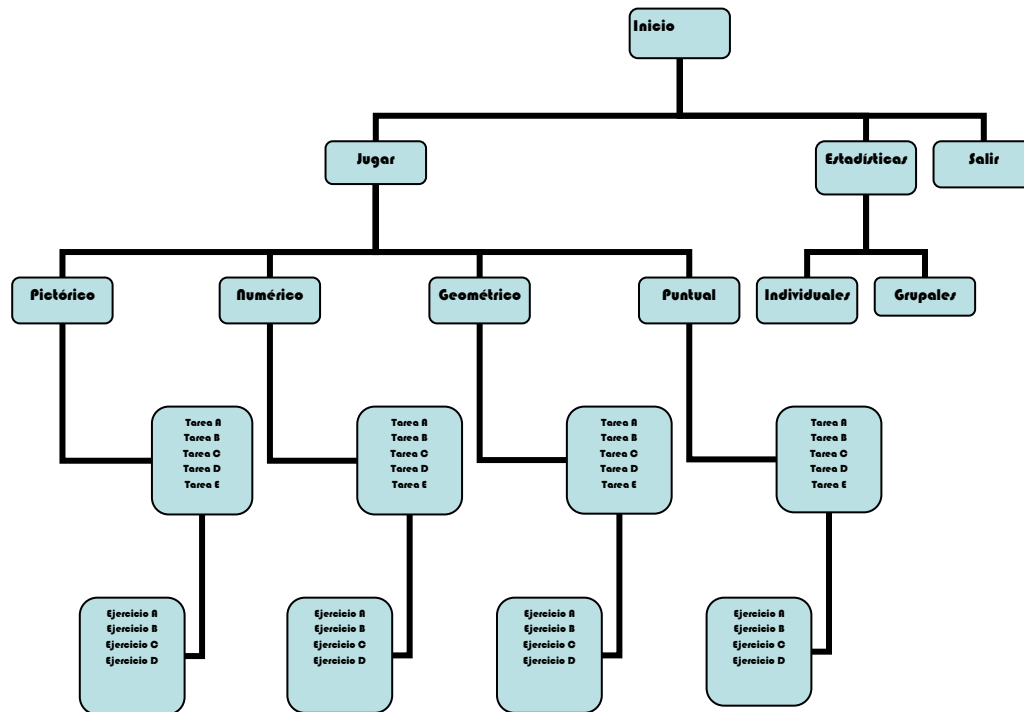 Inicio
Jugar
Estadísticas
Salir
Pictórico
Numérico
Geométrico
Puntual
Individuales
Grupales
Tarea A
Tarea B
Tarea C
Tarea D
Tarea E
Tarea A
Tarea B
Tarea C
Tarea D
Tarea E
Tarea A
Tarea B
Tarea C
Tarea D
Tarea E
Tarea A
Tarea B
Tarea C
Tarea D
Tarea E
Ejercicio A
Ejercicio B
Ejercicio C
Ejercicio D
Ejercicio A
Ejercicio B
Ejercicio C
Ejercicio D
Ejercicio A
Ejercicio B
Ejercicio C
Ejercicio D
Ejercicio A
Ejercicio B
Ejercicio C
Ejercicio D